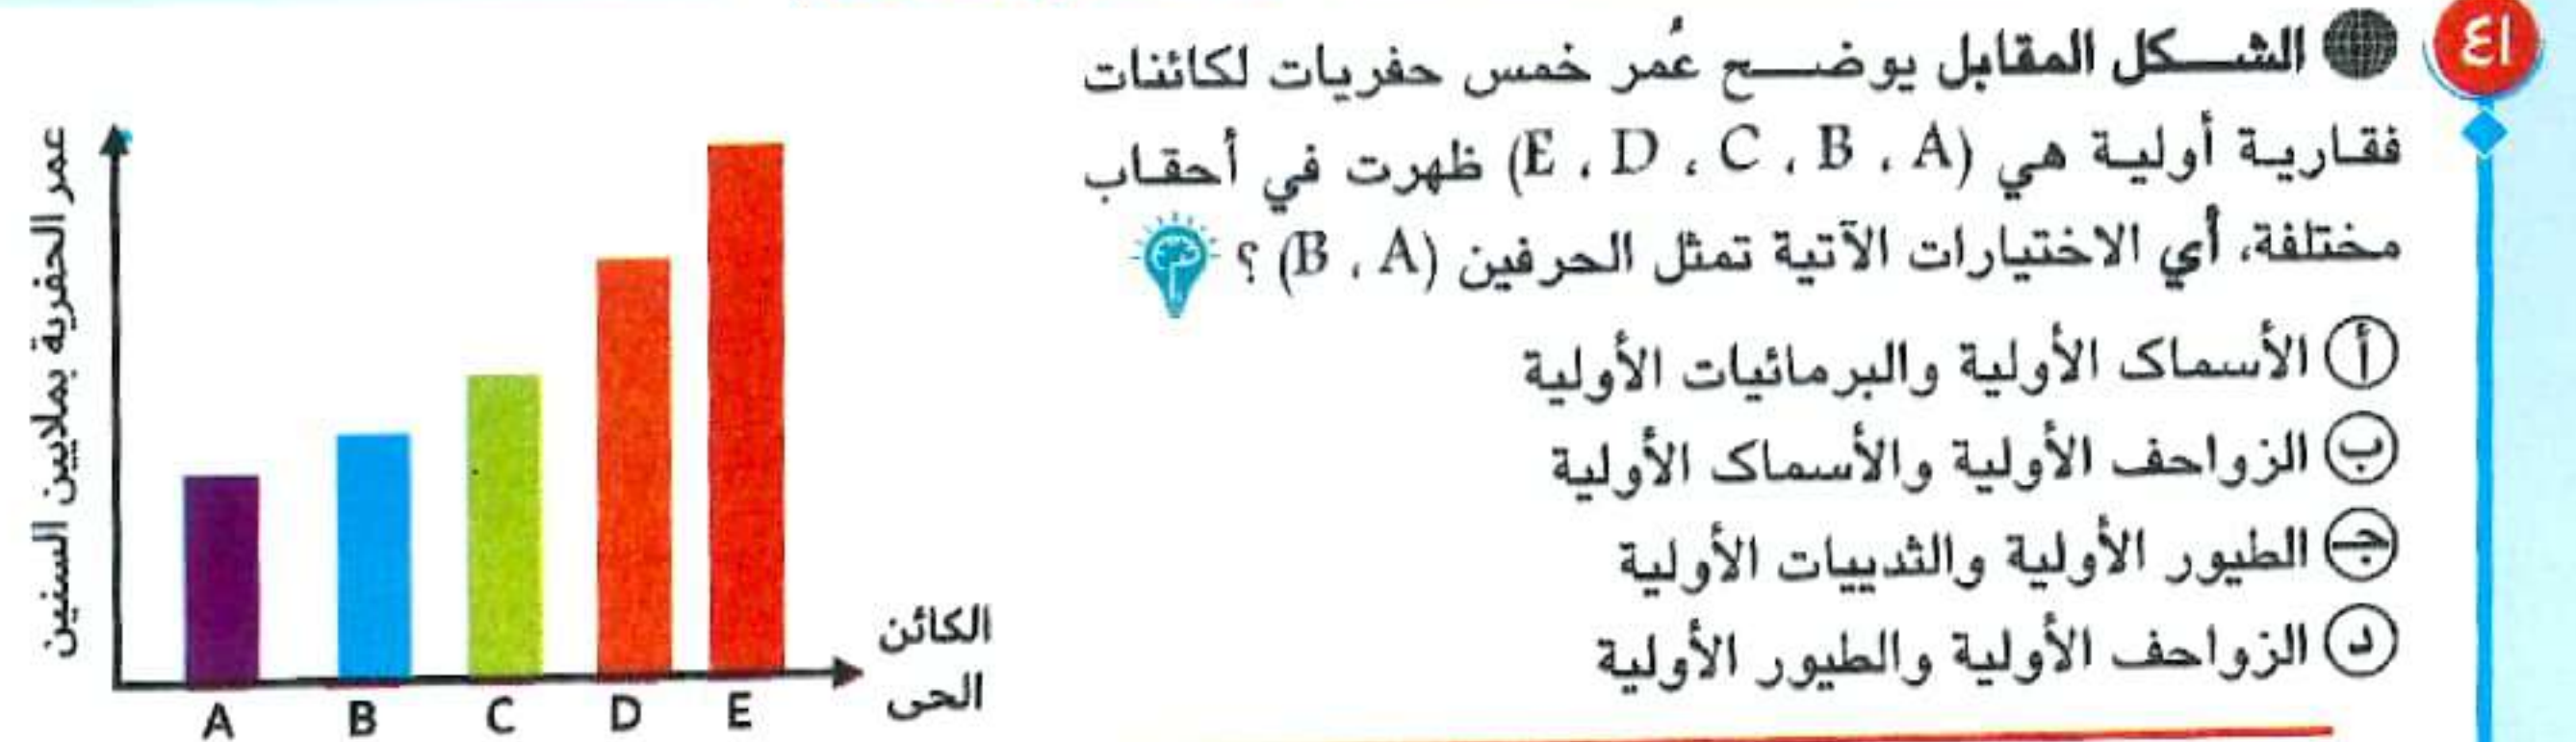 ٤١
الشكل المقابل يوضح عُمر خمس حفريات لكائنات
فقارية أولية هي (E ، D ، C ، B ، A) ظهرت في أحقاب
مختلفة، أي الاختيارات الآتية تمثل الحرفين (B ، A) ؟
أ الأسماك الأولية والبرمائيات الأولية
ب الزواحف الأولية والأسماك الأولية
جـ الطيور الأولية والثدييات الأولية
د الزواحف الأولية والطيور الأولية
عمر الحفرية بملايين السنين
الكائن
الحى
A B C D E